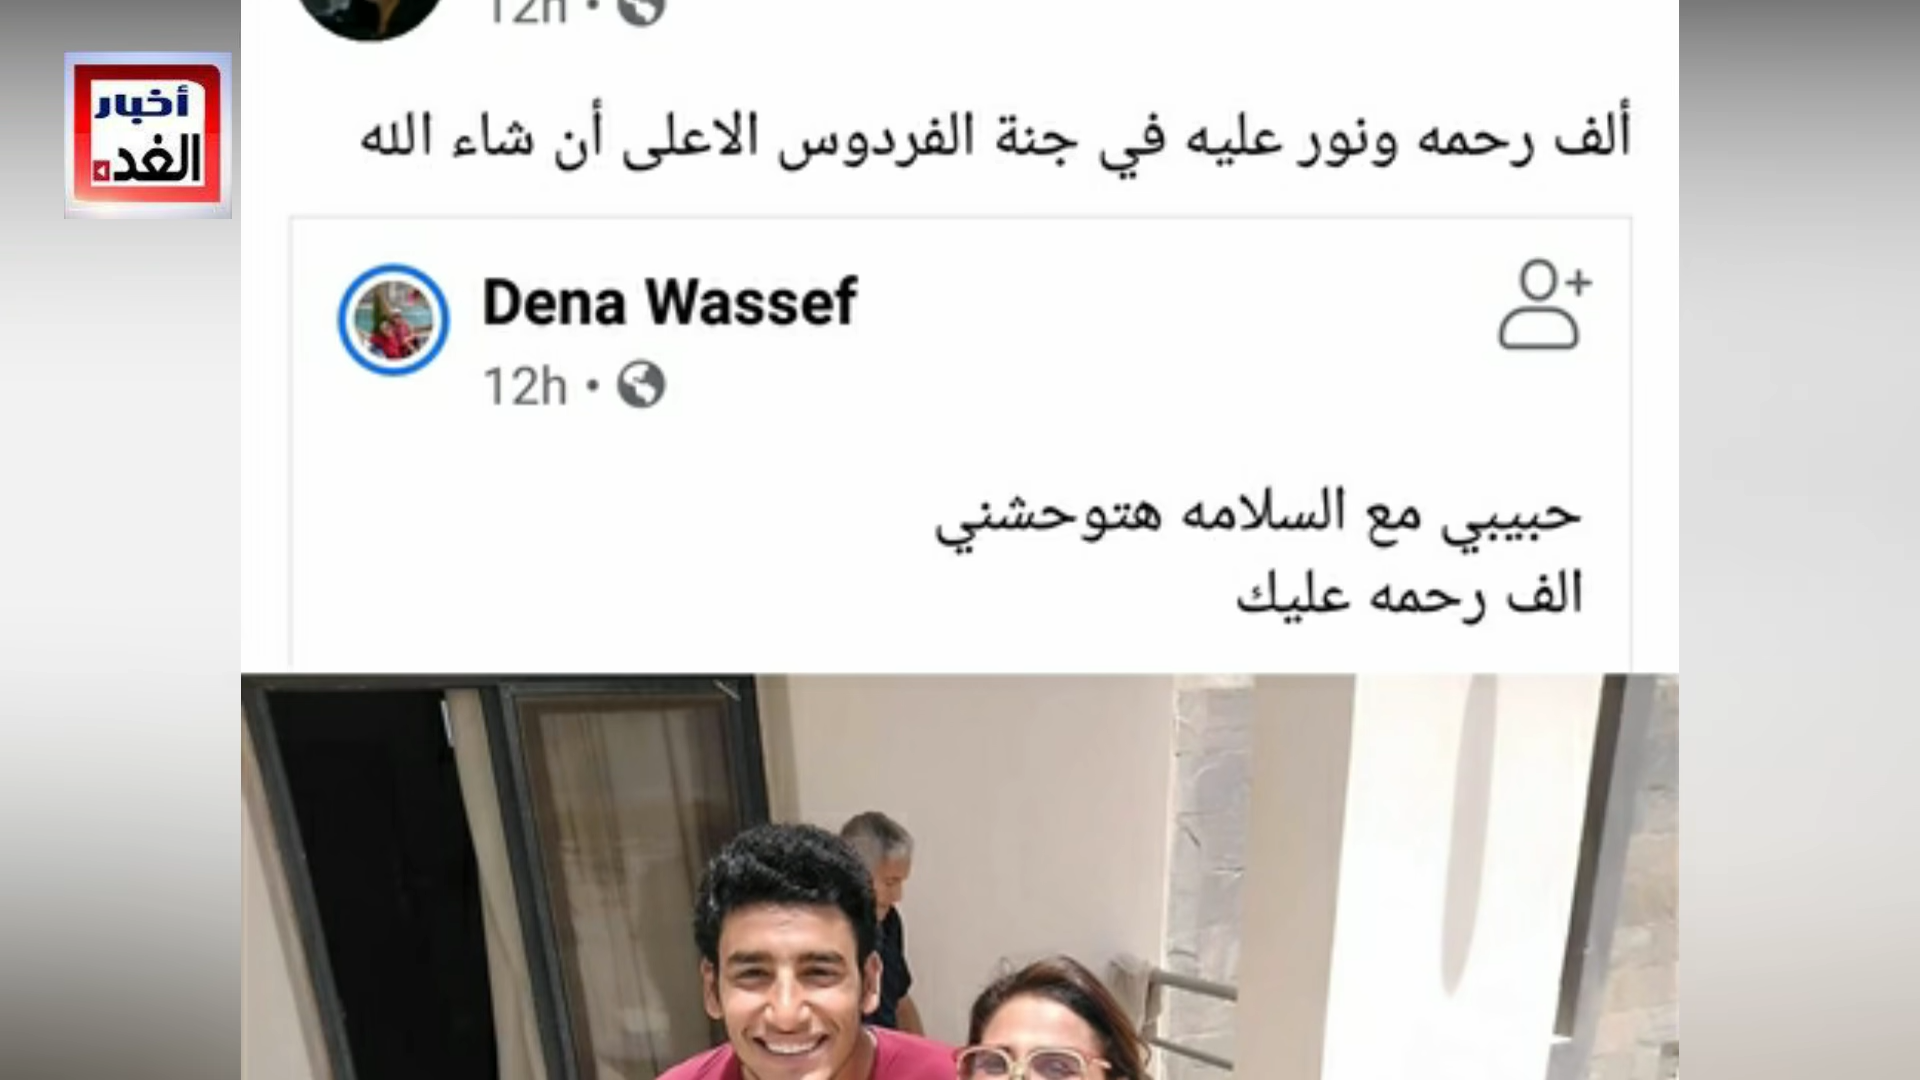 12h
أخبار
الغد
ألف رحمه ونور عليه في جنة الفردوس الاعلى أن شاء الله
Dena Wassef
12h
حبيبي مع السلامه هتوحشني
الف رحمه عليك